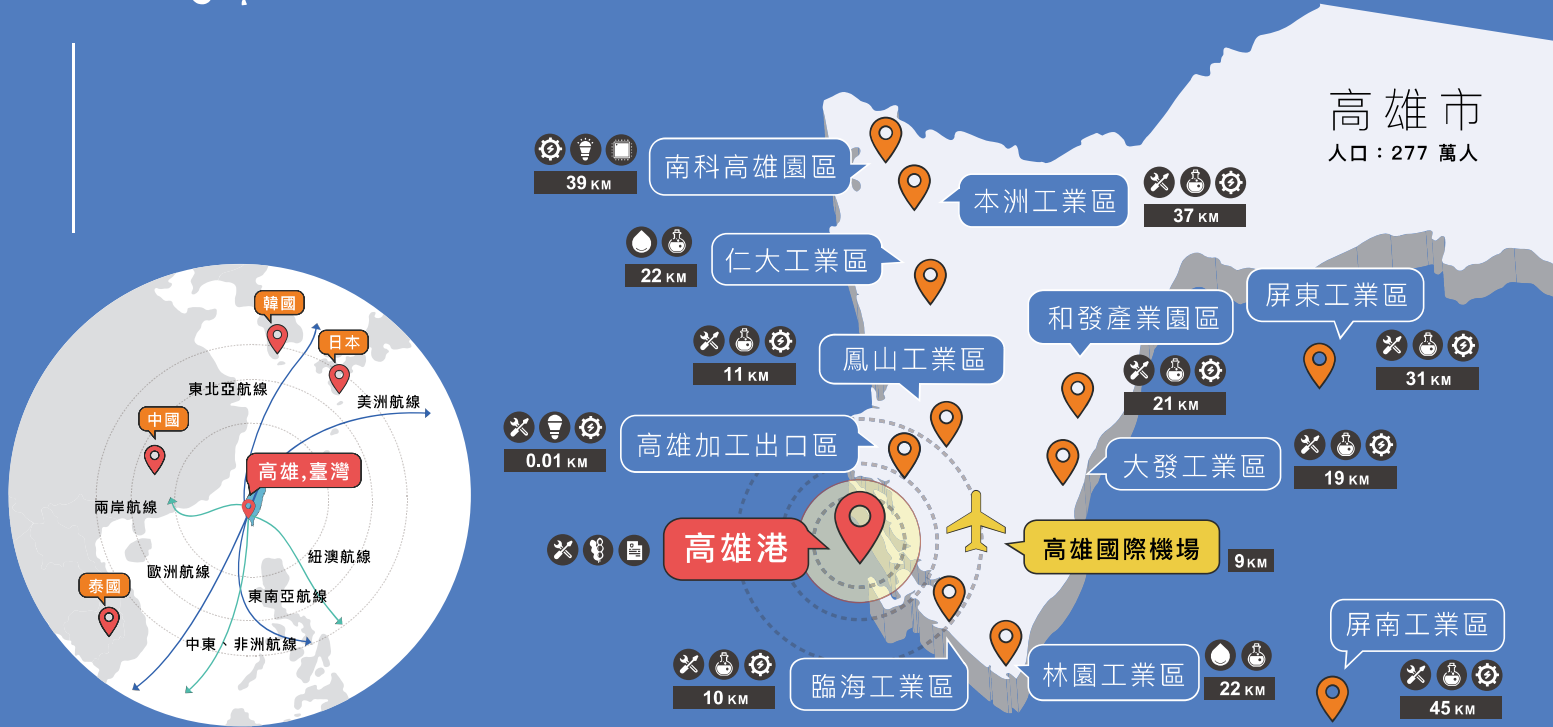 高雄市
人口：277 萬人
南科高雄園區
39 KM
本洲工業區
37 KM
仁大工業區
22 KM
和發產業園區
21 KM
屏東工業區
31 KM
鳳山工業區
11 KM
高雄加工出口區
0.01 KM
大發工業區
19 KM
高雄港
高雄國際機場
9 KM
臨海工業區
10 KM
林園工業區
22 KM
屏南工業區
45 KM
韓國
日本
東北亞航線
美洲航線
中國
高雄,臺灣
兩岸航線
紐澳航線
歐洲航線
泰國
東南亞航線
中東、非洲航線